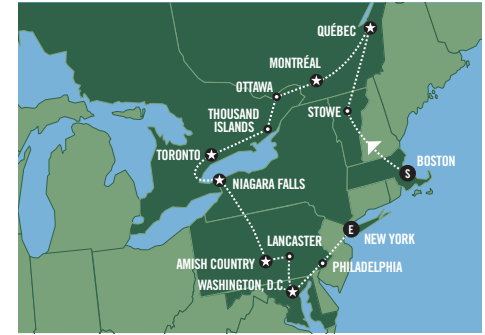 QUÉBEC
MONTRÉAL
OTTAWA
THOUSAND
ISLANDS
STOWE
TORONTO
BOSTON
S
NIAGARA FALLS
E
NEW YORK
LANCASTER
AMISH COUNTRY
PHILADELPHIA
WASHINGTON, D.C.